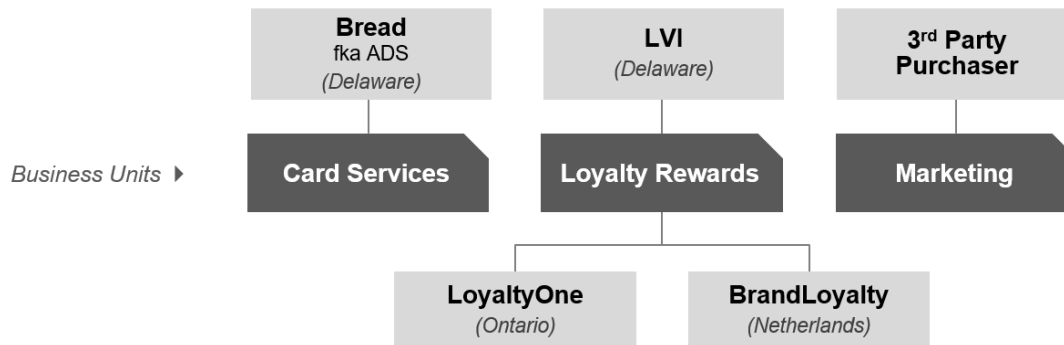 Bread
fka ADS
(Delaware)
LVI
(Delaware)
3rd Party
Purchaser
Business Units
Card Services
Loyalty Rewards
Marketing
LoyaltyOne
(Ontario)
BrandLoyalty
(Netherlands)